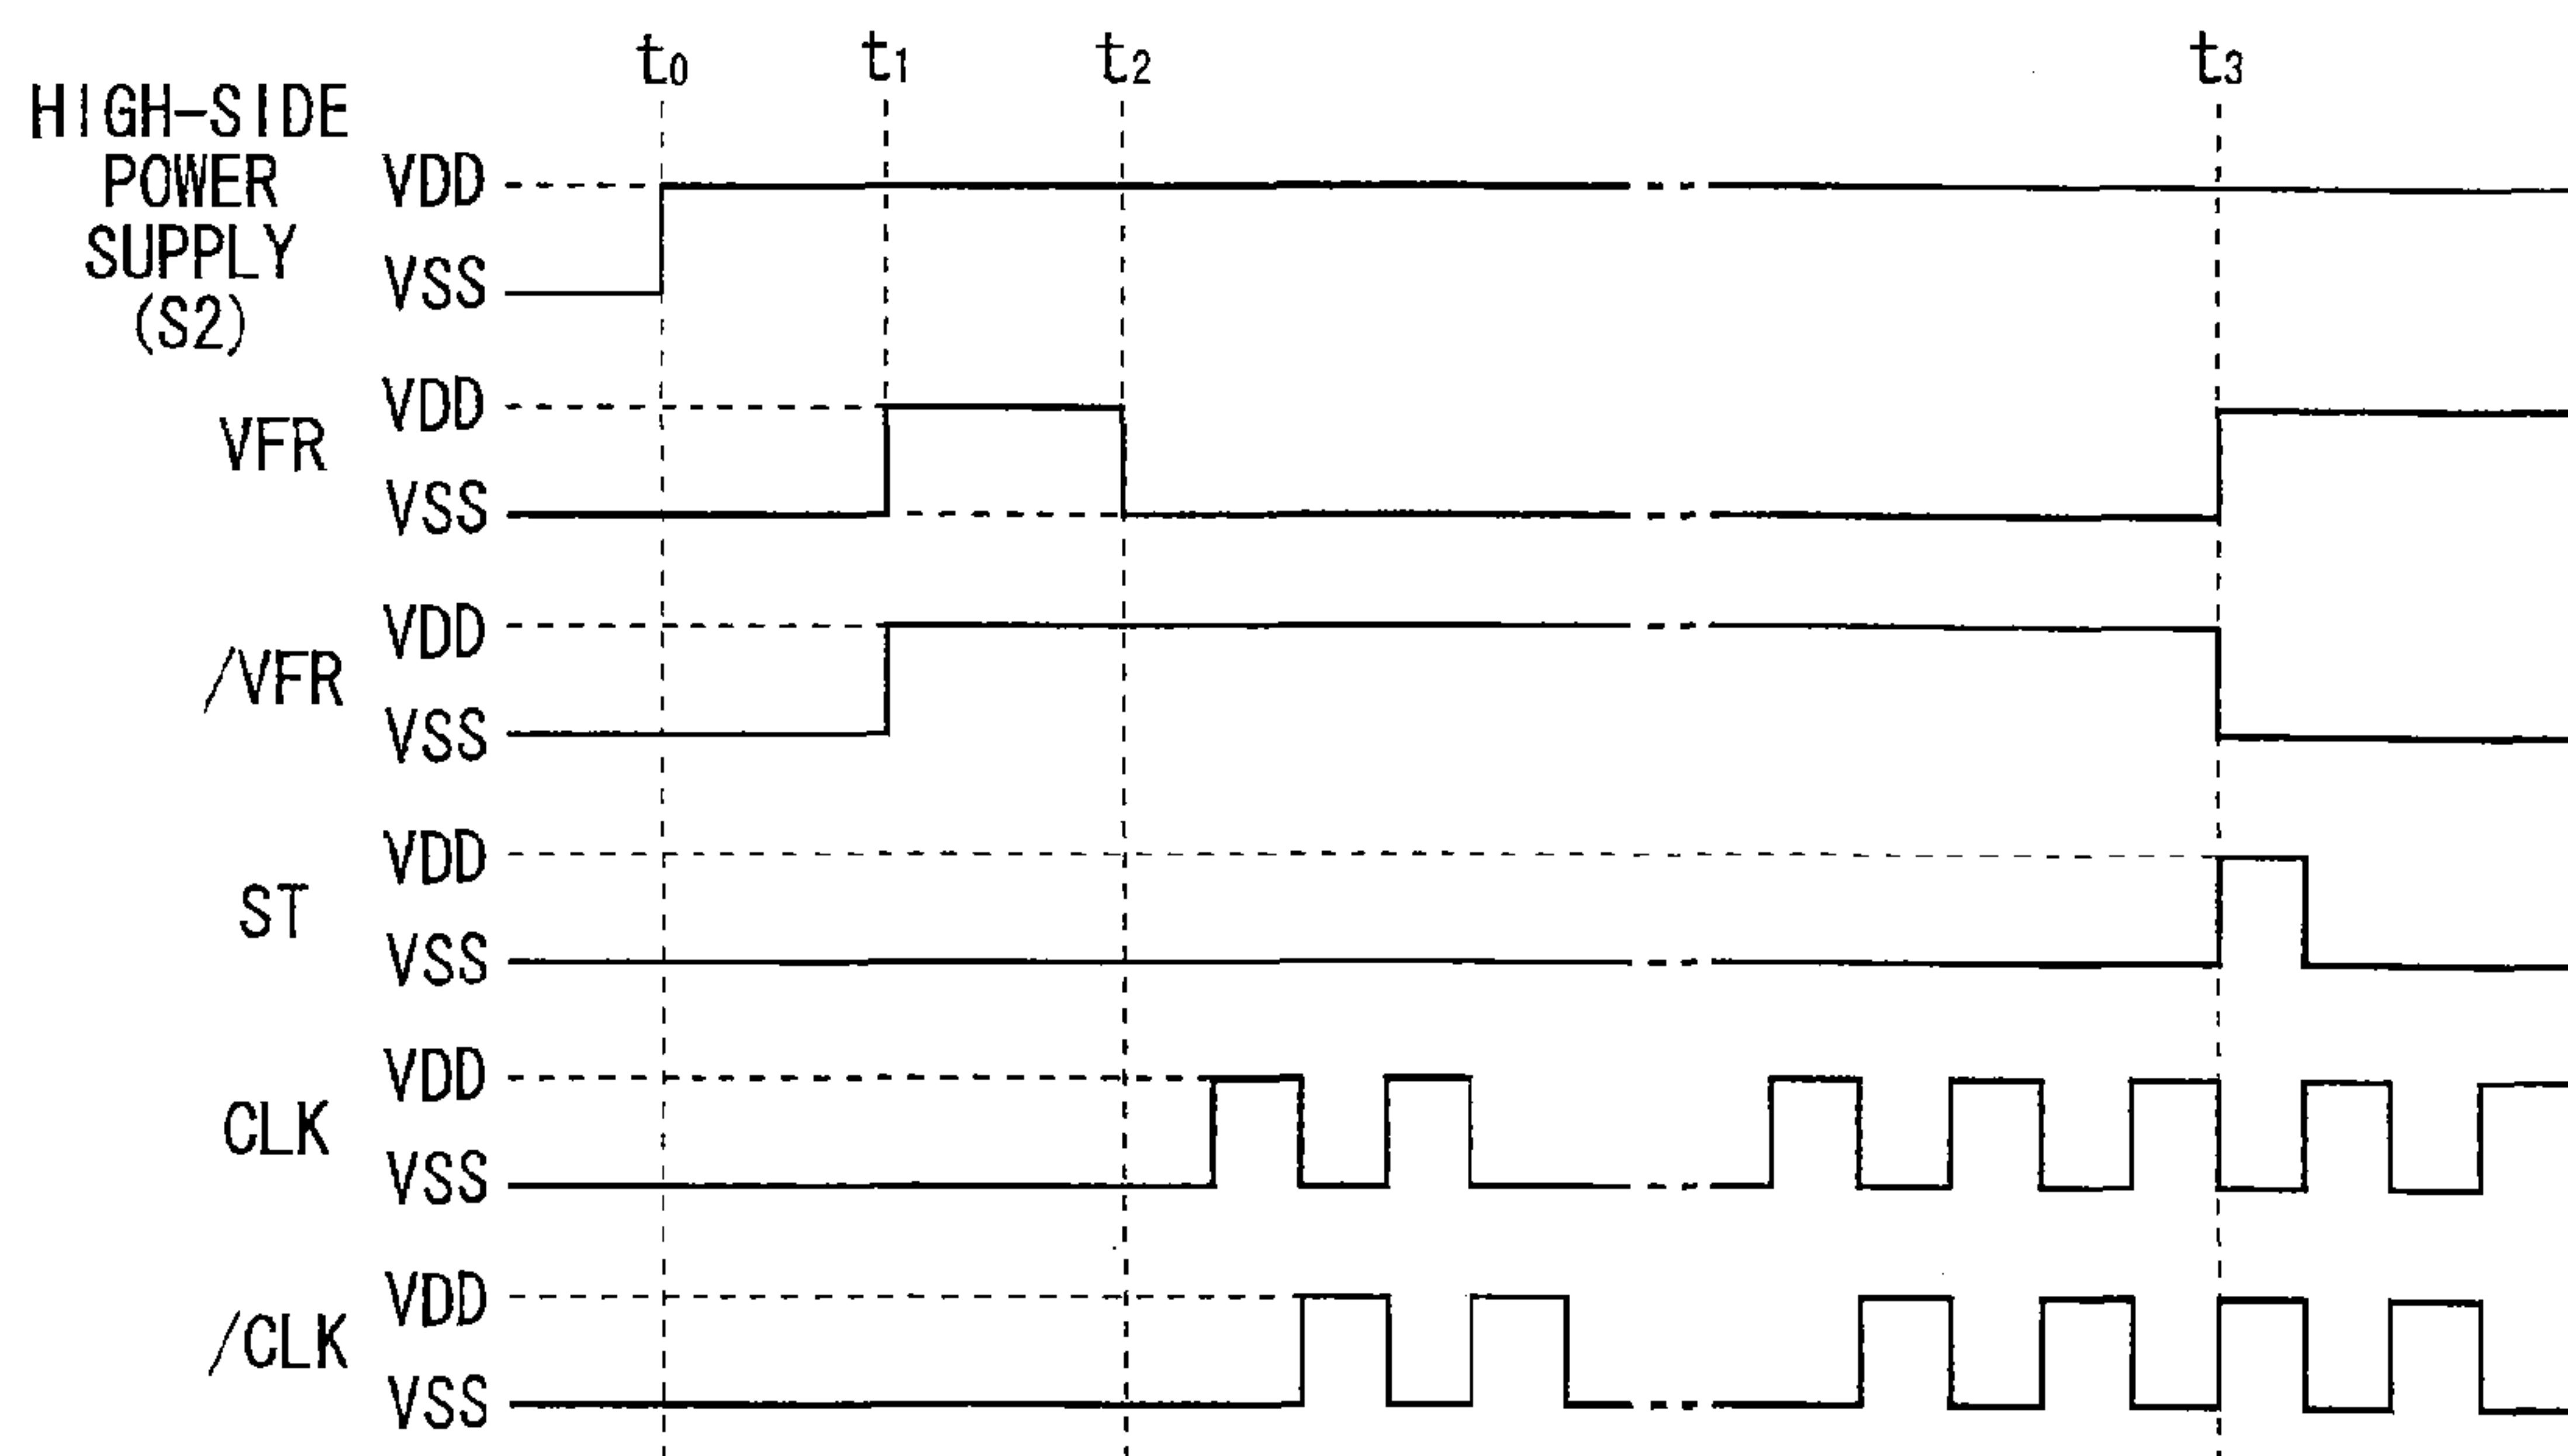 t0 t1 t2 t3
HIGH-SIDE
POWER
SUPPLY
(S2)
VDD
VSS
VFR
VDD
VSS
/VFR
VDD
VSS
ST
VDD
VSS
CLK
VDD
VSS
/CLK
VDD
VSS